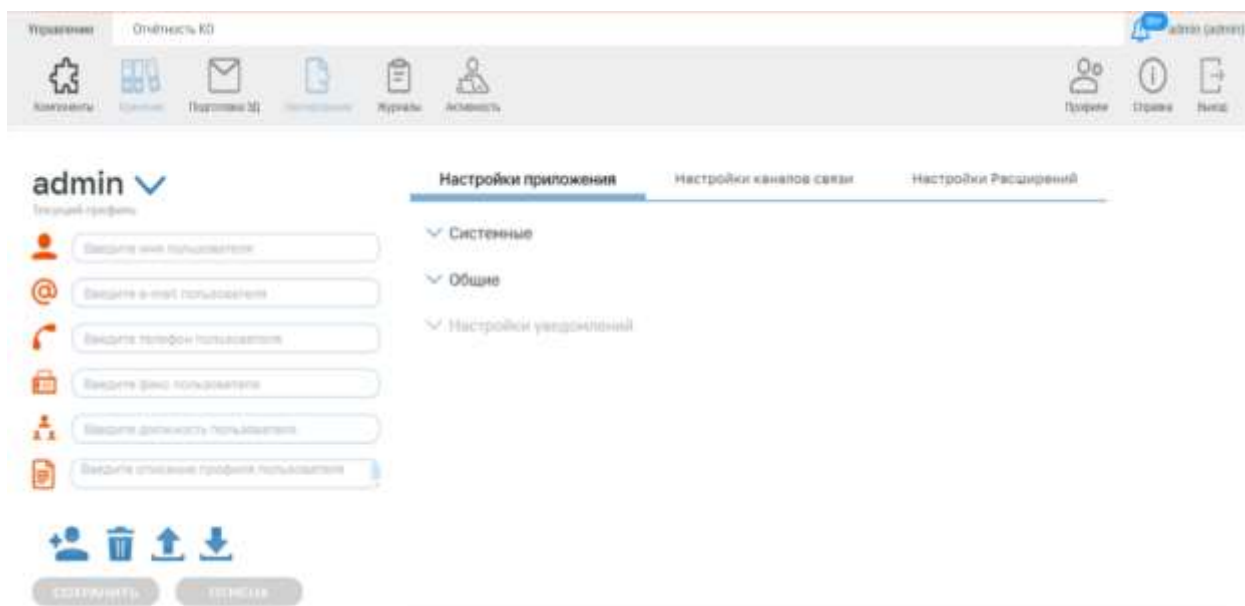 Управление Отчётность КО admin (admin)
Компоненты Хранение Подготовка ЭД Журналы Активность Профили Справка Выход
admin
Текущий профиль
Настройки приложения Настройки каналов связи Настройки Расширений
Введите имя пользователя
Введите e-mail пользователя
Введите телефон пользователя
Введите факс пользователя
Введите должность пользователя
Введите описание профиля пользователя
Системные
Общие
Настройки уведомлений
СОХРАНИТЬ ОТМЕНА